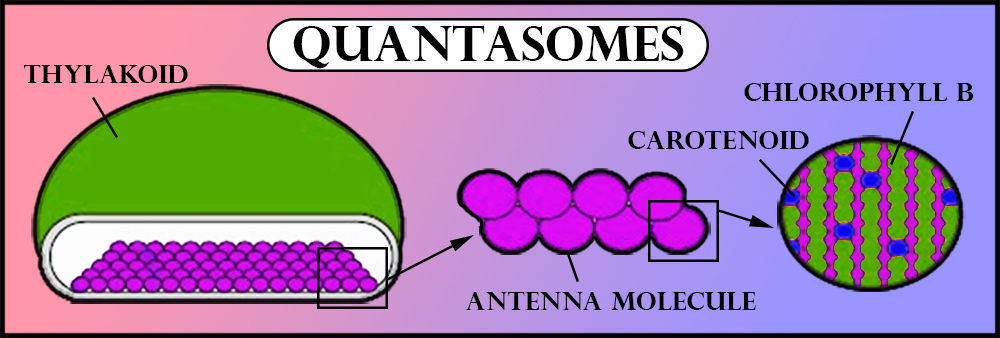 QUANTASOMES
THYLAKOID
CHLOROPHYLL B
CAROTENOID
ANTENNA MOLECULE